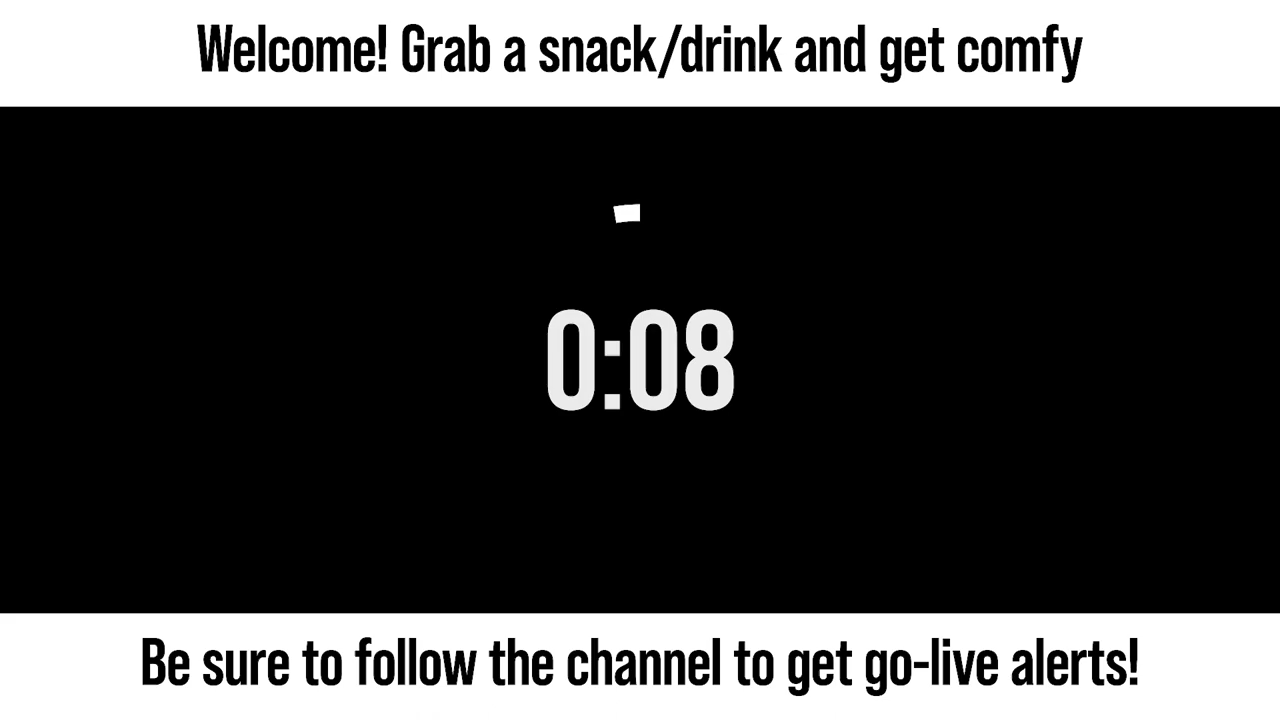 Welcome! Grab a snack/drink and get comfy
0:08
Be sure to follow the channel to get go-live alerts!